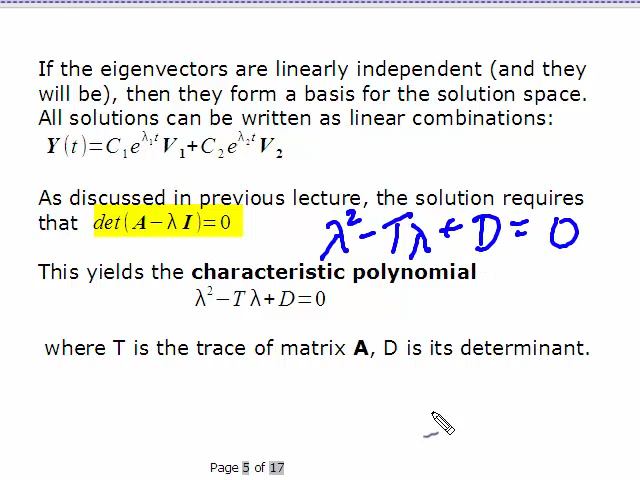 If the eigenvectors are linearly independent (and they
will be), then they form a basis for the solution space.
All solutions can be written as linear combinations:
Y(t)=C₁e^{λ₁t}V₁+C₂e^{λ₂t}V₂
As discussed in previous lecture, the solution requires
that det(A−λI)=0
λ²−Tλ+D=0
This yields the characteristic polynomial
λ²−Tλ+D=0
where T is the trace of matrix A, D is its determinant.
Page 5 of 17